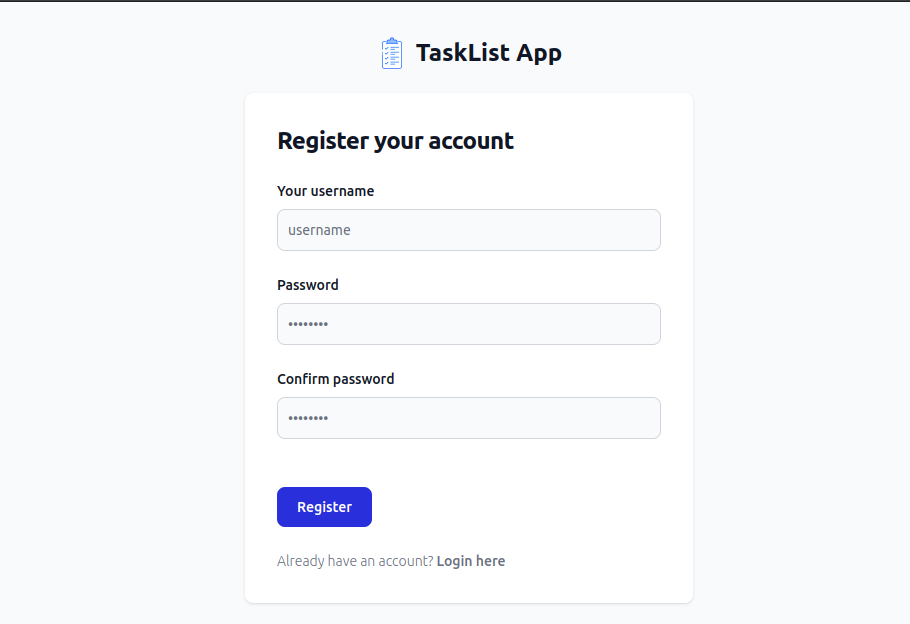 TaskList App
Register your account
Your username
username
Password
••••••••
Confirm password
••••••••
Register
Already have an account? Login here